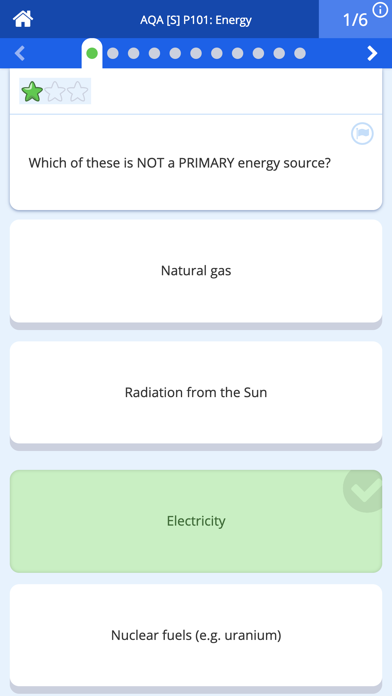 AQA [S] P101: Energy
1/6
Which of these is NOT a PRIMARY energy source?
Natural gas
Radiation from the Sun
Electricity
Nuclear fuels (e.g. uranium)